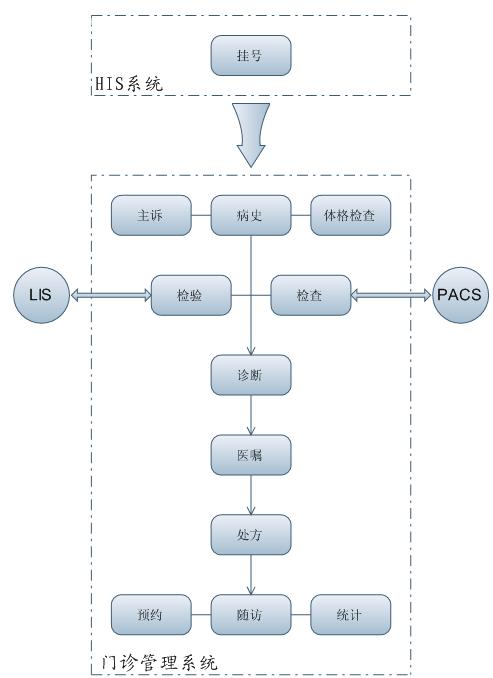 挂号
HIS系统
主诉 病史 体格检查
LIS 检验 检查 PACS
诊断
医嘱
处方
预约 随访 统计
门诊管理系统